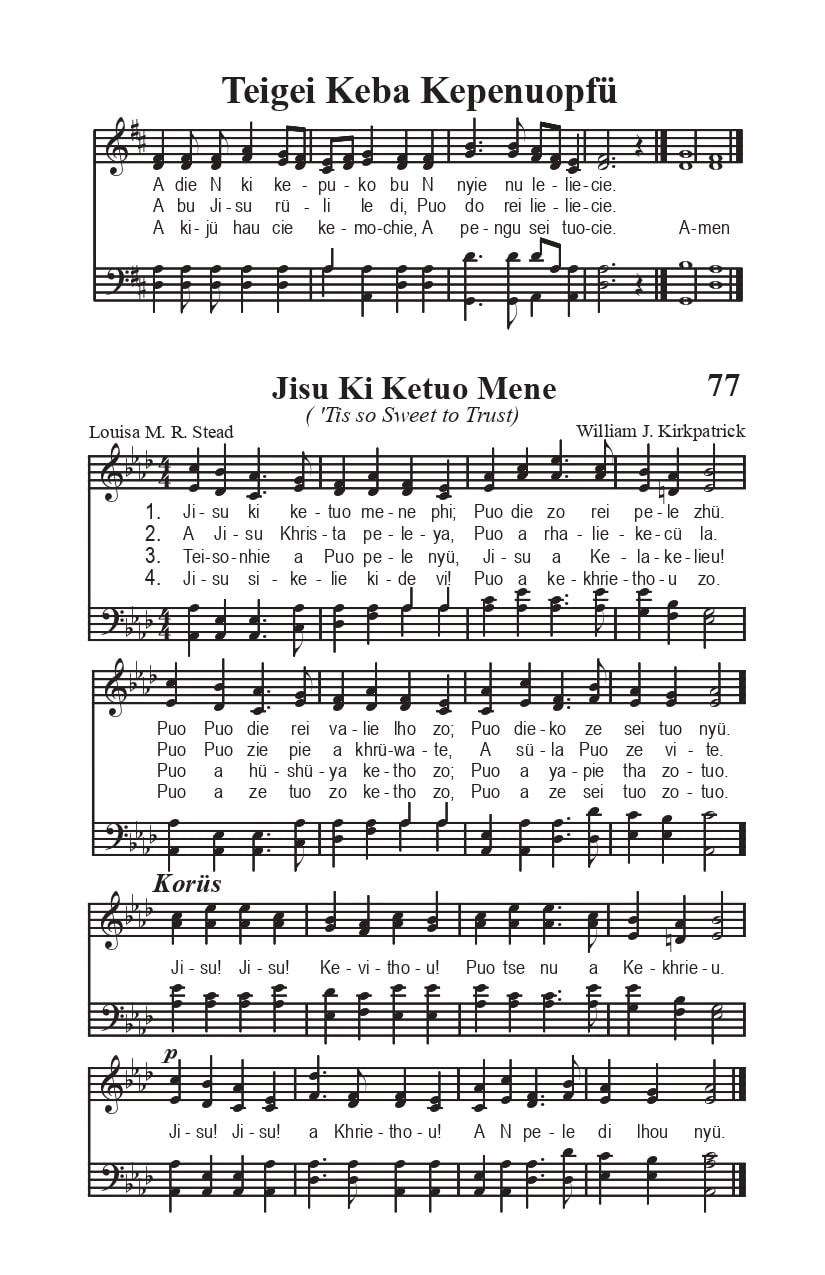 Teigei Keba Kepenuopfü
A die N ki ke - pu - ko bu N nyie nu le - lie - cie.
A bu Ji - su rü - li le di, Puo do rei lie - lie - cie.
A ki - jü hau cie ke - mo - chie, A pe - ngu sei tuo - cie. A - men
Jisu Ki Ketuo Mene 77
( 'Tis so Sweet to Trust)
Louisa M. R. Stead William J. Kirkpatrick
1. Ji - su ki ke - tuo me - ne phi; Puo die zo rei pe - le zhü.
2. A Ji - su Khris - ta pe - le - ya, Puo a rha - lie - ke - cü la.
3. Tei - so - nhie a Puo pe - le nyü, Ji - su a Ke - la - ke - lieu!
4. Ji - su si - ke - lie ki - de vi! Puo a ke - khrie - tho - u zo.
Puo Puo die rei va - lie lho zo; Puo die - ko ze sei tuo nyü.
Puo Puo zie pie a khrü - wa - te, A sü - la Puo ze vi - te.
Puo a hü - shü - ya ke - tho zo; Puo a ya - pie tha zo - tuo.
Puo a ze tuo zo ke - tho zo, Puo a ze sei tuo zo - tuo.
Korüs
Ji - su! Ji - su! Ke - vi - tho - u! Puo tse nu a Ke - khrie - u.
p
Ji - su! Ji - su! a Khrie - tho - u! A N pe - le di lhou nyü.